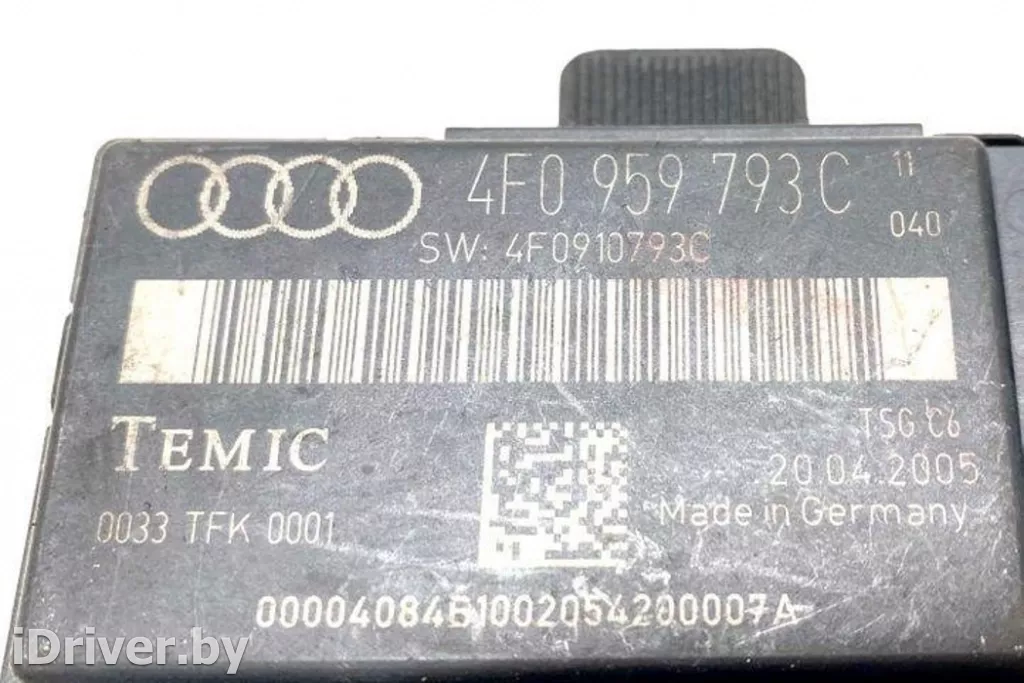 4F0 959 793 C 11
040
SW: 4F0910793C
TEMIC
TSG C6
20.04.2005
0033 TFK 0001
Made in Germany
0000408461002054200007A
iDriver.by